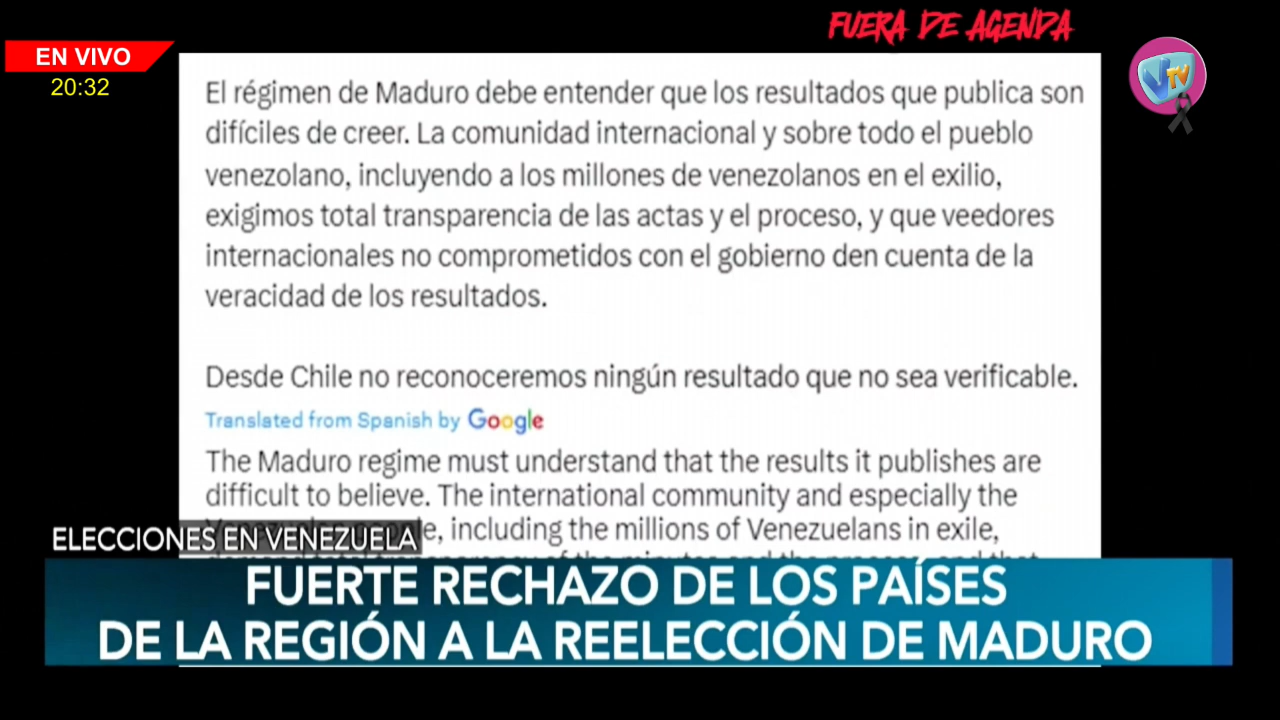 FUERA DE AGENDA
EN VIVO
20:32
VTV
El régimen de Maduro debe entender que los resultados que publica son
difíciles de creer. La comunidad internacional y sobre todo el pueblo
venezolano, incluyendo a los millones de venezolanos en el exilio,
exigimos total transparencia de las actas y el proceso, y que veedores
internacionales no comprometidos con el gobierno den cuenta de la
veracidad de los resultados.
Desde Chile no reconoceremos ningún resultado que no sea verificable.
Translated from Spanish by Google
The Maduro regime must understand that the results it publishes are
difficult to believe. The international community and especially the
including the millions of Venezuelans in exile,
ELECCIONES EN VENEZUELA
FUERTE RECHAZO DE LOS PAÍSES
DE LA REGIÓN A LA REELECCIÓN DE MADURO